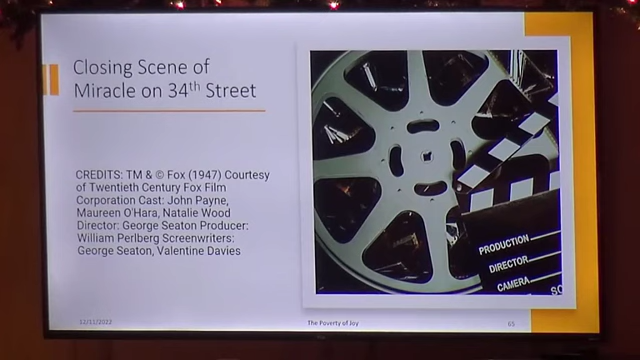 Closing Scene of
Miracle on 34th Street
CREDITS: TM & © Fox (1947) Courtesy
of Twentieth Century Fox Film
Corporation Cast: John Payne,
Maureen O'Hara, Natalie Wood
Director: George Seaton Producer:
William Perlberg Screenwriters:
George Seaton, Valentine Davies
PRODUCTION
DIRECTOR
CAMERA
SC
12/11/2022
The Poverty of Joy
65